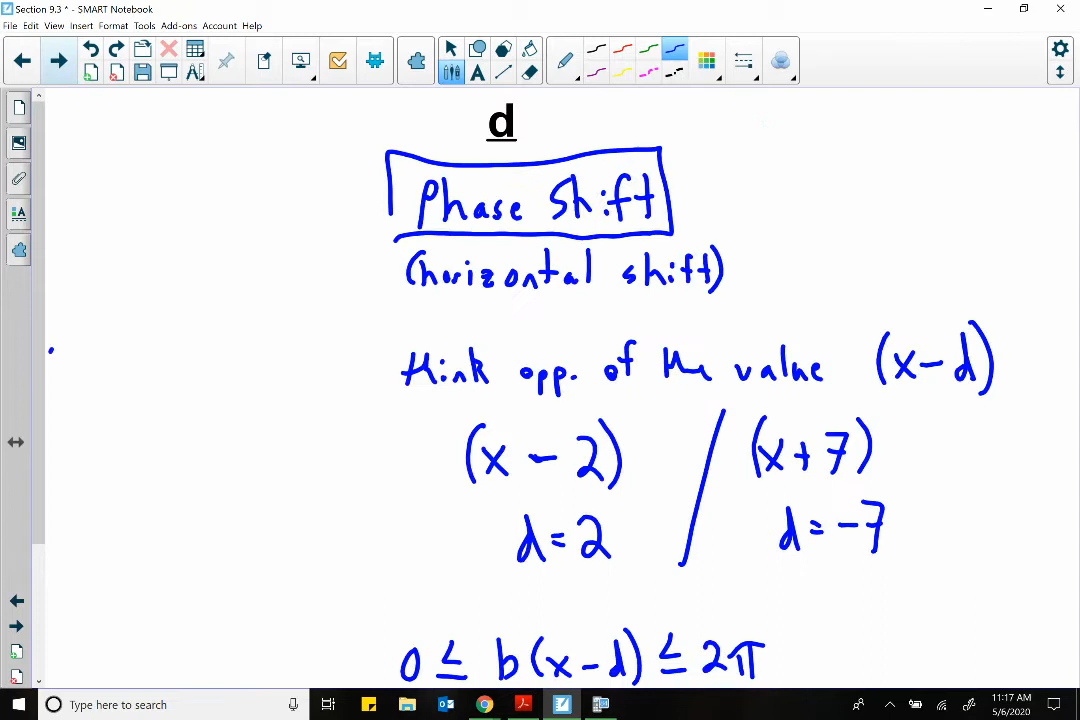 Section 9.3 * - SMART Notebook
File Edit View Insert Format Tools Add-ons Account Help
d
Phase Shift
(horizontal shift)
think opp. of the value (x-d)
(x - 2) / (x+7)
d=2 d=-7
0 ≤ b(x-d) ≤ 2π
Type here to search
11:17 AM
5/6/2020